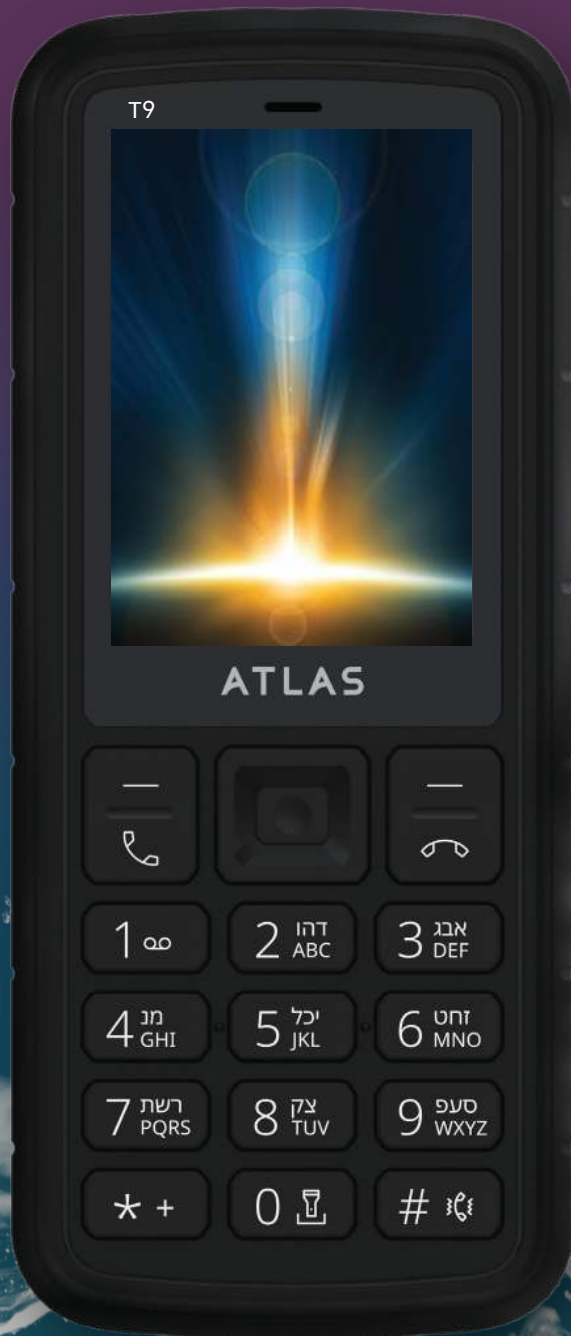 T9
ATLAS
1
2 דהו ABC
3 אבג DEF
4 מנ GHI
5 יכל JKL
6 זחט MNO
7 רשת PQRS
8 צק TUV
9 סעפ WXYZ
* +
0
#